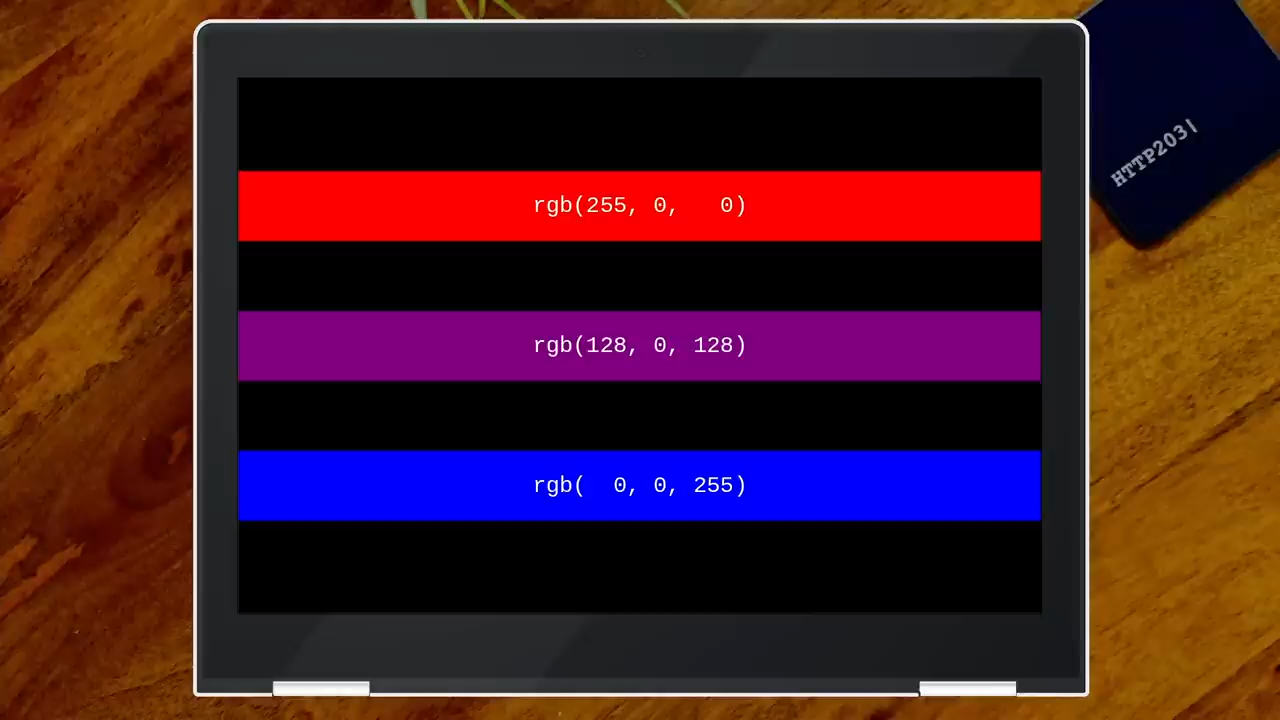 HTTP203|
rgb(255, 0,   0)
rgb(128, 0, 128)
rgb(  0, 0, 255)